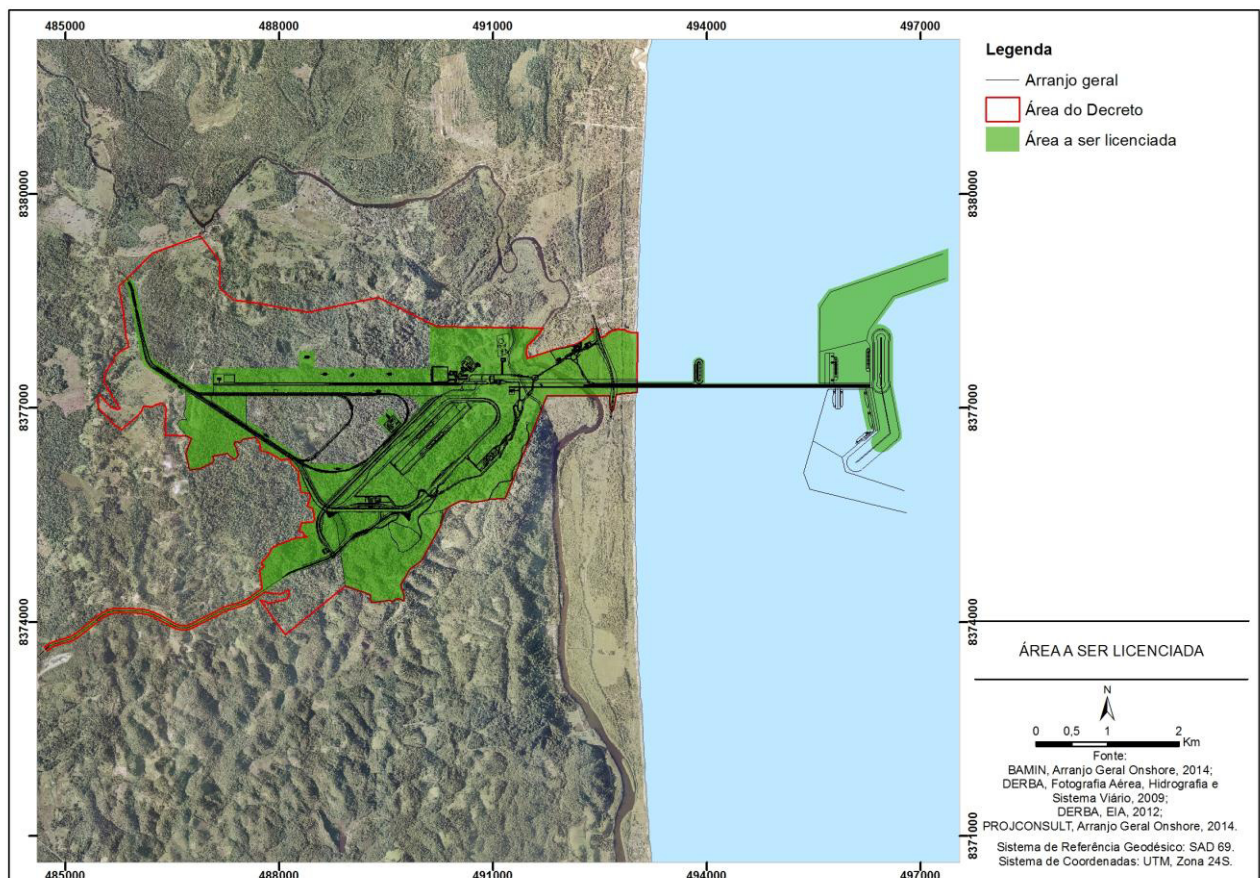 485000 488000 491000 494000 497000
Legenda
Arranjo geral
Área do Decreto
Área a ser licenciada
8380000 8380000
8377000 8377000
8374000 8374000
8371000 8371000
ÁREA A SER LICENCIADA
N
0 0,5 1 2
Km
Fonte:
BAMIN, Arranjo Geral Onshore, 2014;
DERBA, Fotografia Aérea, Hidrografia e
Sistema Viário, 2009;
DERBA, EIA, 2012;
PROJCONSULT, Arranjo Geral Onshore, 2014.
Sistema de Referência Geodésico: SAD 69.
Sistema de Coordenadas: UTM, Zona 24S.
485000 488000 491000 494000 497000